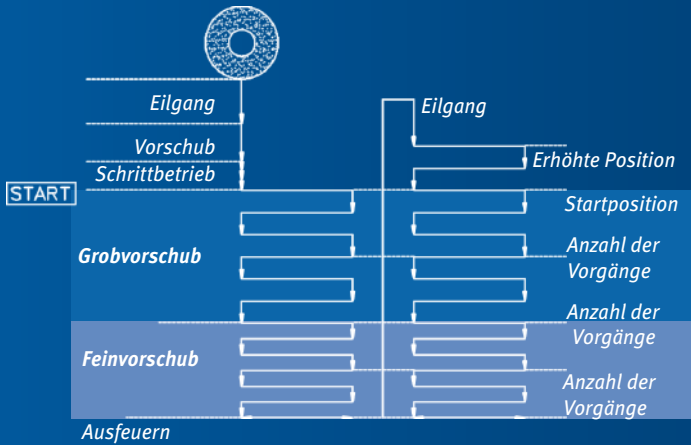 Eilgang
Eilgang
Vorschub
Erhöhte Position
Schrittbetrieb
START
Startposition
Grobvorschub
Anzahl der
Vorgänge
Anzahl der
Vorgänge
Feinvorschub
Anzahl der
Vorgänge
Ausfeuern